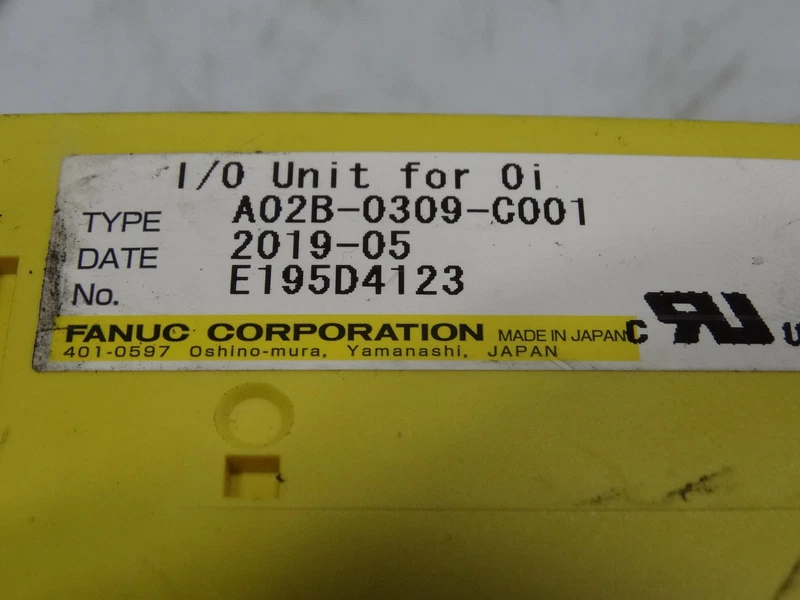 I/O Unit for 0i
TYPE A02B-0309-C001
DATE 2019-05
No. E195D4123
FANUC CORPORATION MADE IN JAPAN
401-0597 Oshino-mura, Yamanashi, JAPAN